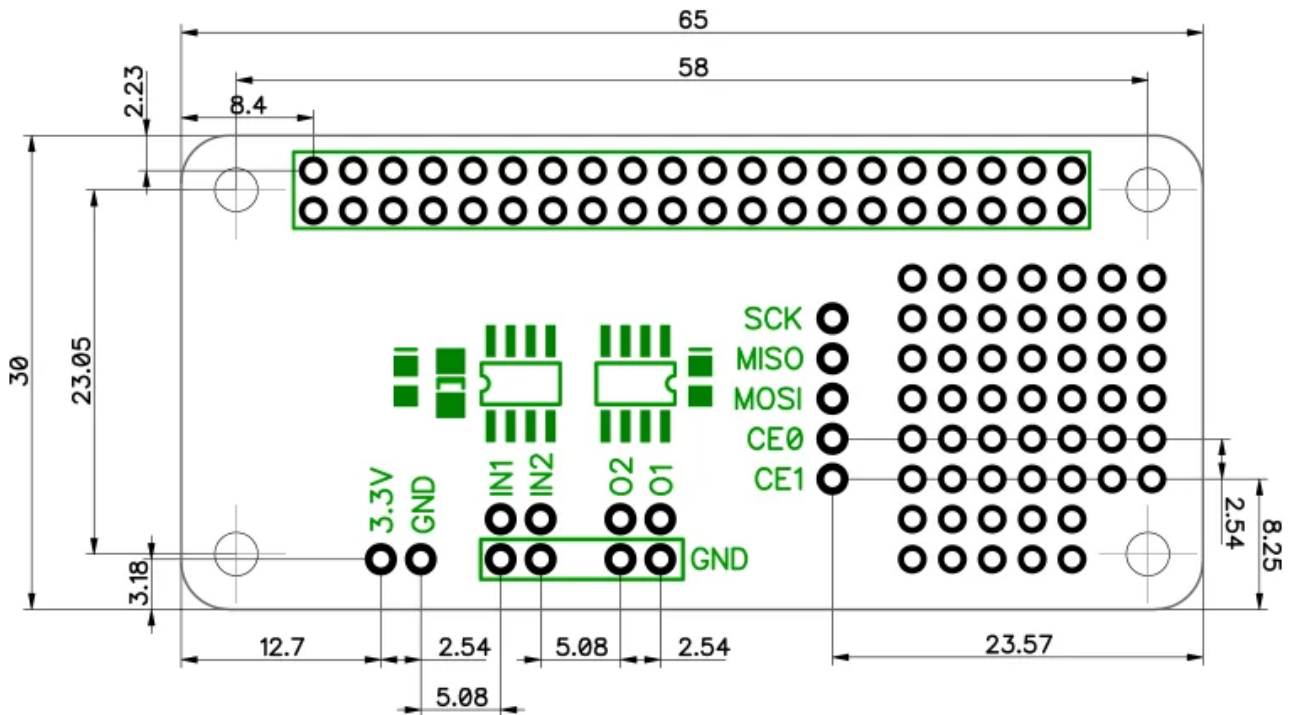 65
58
2.23
8.4
30
23.05
SCK
MISO
MOSI
CE0
CE1
3.3V
GND
IN1
IN2
O2
O1
GND
2.54
8.25
3.18
12.7
2.54
5.08
2.54
23.57
5.08